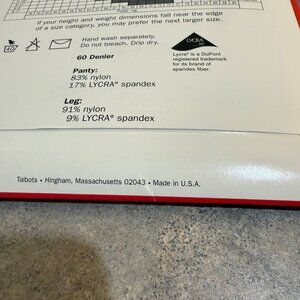 If your height and weight dimensions fall near the edge
of a size category, you may prefer the next larger size.
Hand wash separately.
Do not bleach. Drip dry.
LYCRA
60 Denier
Lycra® is a DuPont
registered trademark
for its brand of
spandex fiber.
Panty:
83% nylon
17% LYCRA® spandex
Leg:
91% nylon
9% LYCRA® spandex
Talbots • Hingham, Massachusetts 02043 • Made in U.S.A.